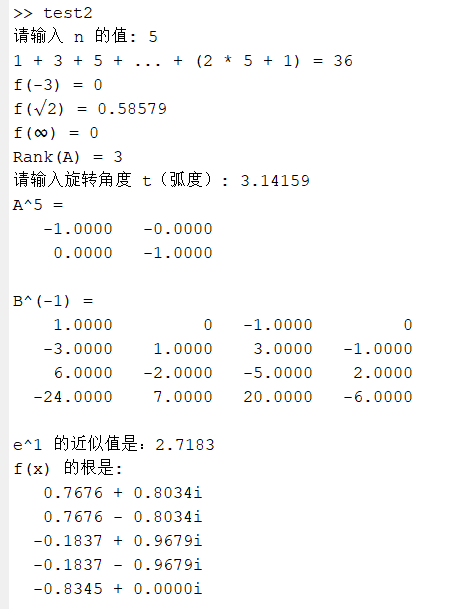 >> test2
请输入 n 的值: 5
1 + 3 + 5 + ... + (2 * 5 + 1) = 36
f(-3) = 0
f(√2) = 0.58579
f(∞) = 0
Rank(A) = 3
请输入旋转角度 t（弧度）: 3.14159
A^5 =
-1.0000 -0.0000
0.0000 -1.0000
B^(-1) =
1.0000 0 -1.0000 0
-3.0000 1.0000 3.0000 -1.0000
6.0000 -2.0000 -5.0000 2.0000
-24.0000 7.0000 20.0000 -6.0000
e^1 的近似值是: 2.7183
f(x) 的根是:
0.7676 + 0.8034i
0.7676 - 0.8034i
-0.1837 + 0.9679i
-0.1837 - 0.9679i
-0.8345 + 0.0000i